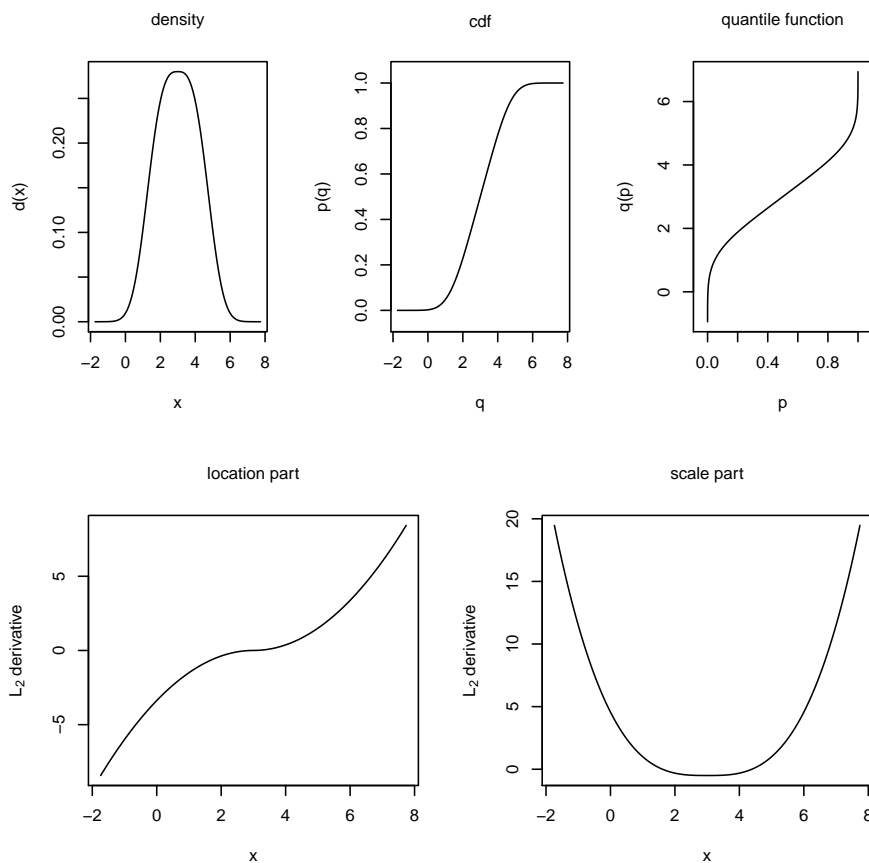 density
cdf
quantile function
d(x)
0.00
0.10
0.20
−2 0 2 4 6 8
x
p(q)
0.0
0.2
0.4
0.6
0.8
1.0
−2 0 2 4 6 8
q
q(p)
0
2
4
6
0.0 0.4 0.8
p
location part
scale part
L2 derivative
−5
0
5
−2 0 2 4 6 8
x
L2 derivative
0
5
10
15
20
−2 0 2 4 6 8
x